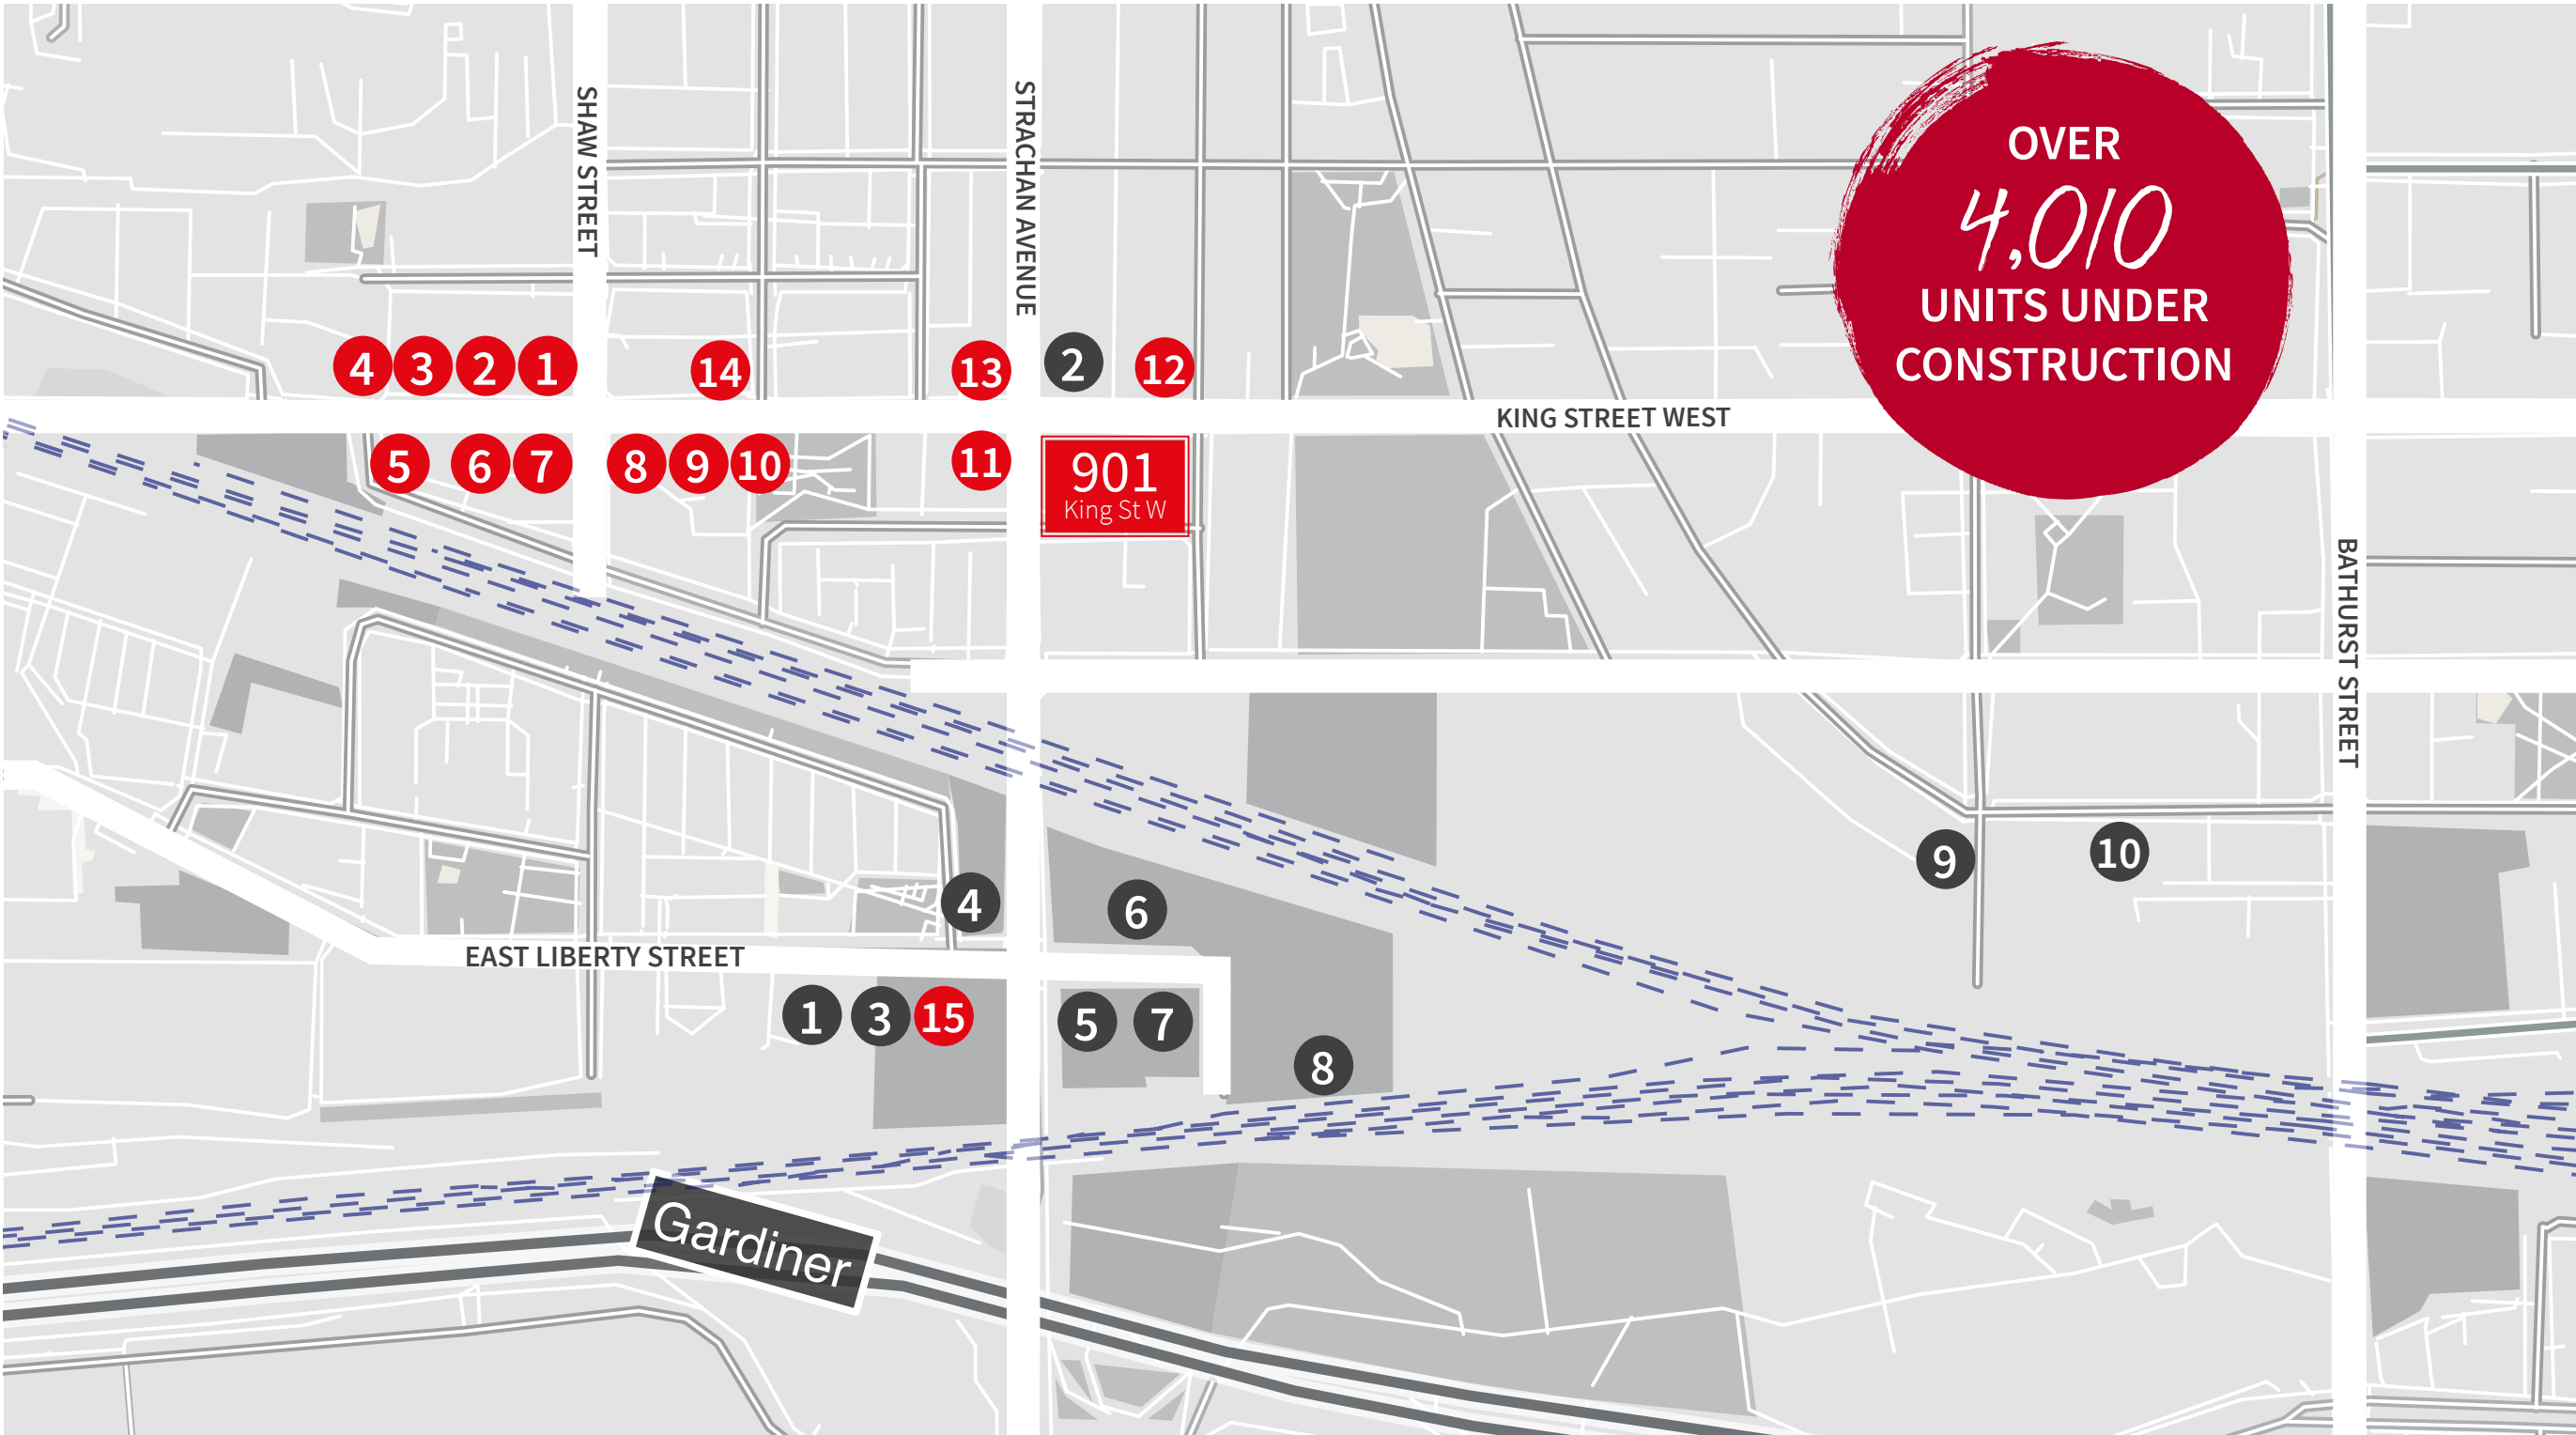 SHAW STREET
STRACHAN AVENUE
OVER
4,010
UNITS UNDER
CONSTRUCTION
4 3 2 1
14
13
2
12
KING STREET WEST
5 6 7 8 9 10
11
901
King St W
BATHURST STREET
9
10
4
6
EAST LIBERTY STREET
1 3 15
5 7
8
Gardiner